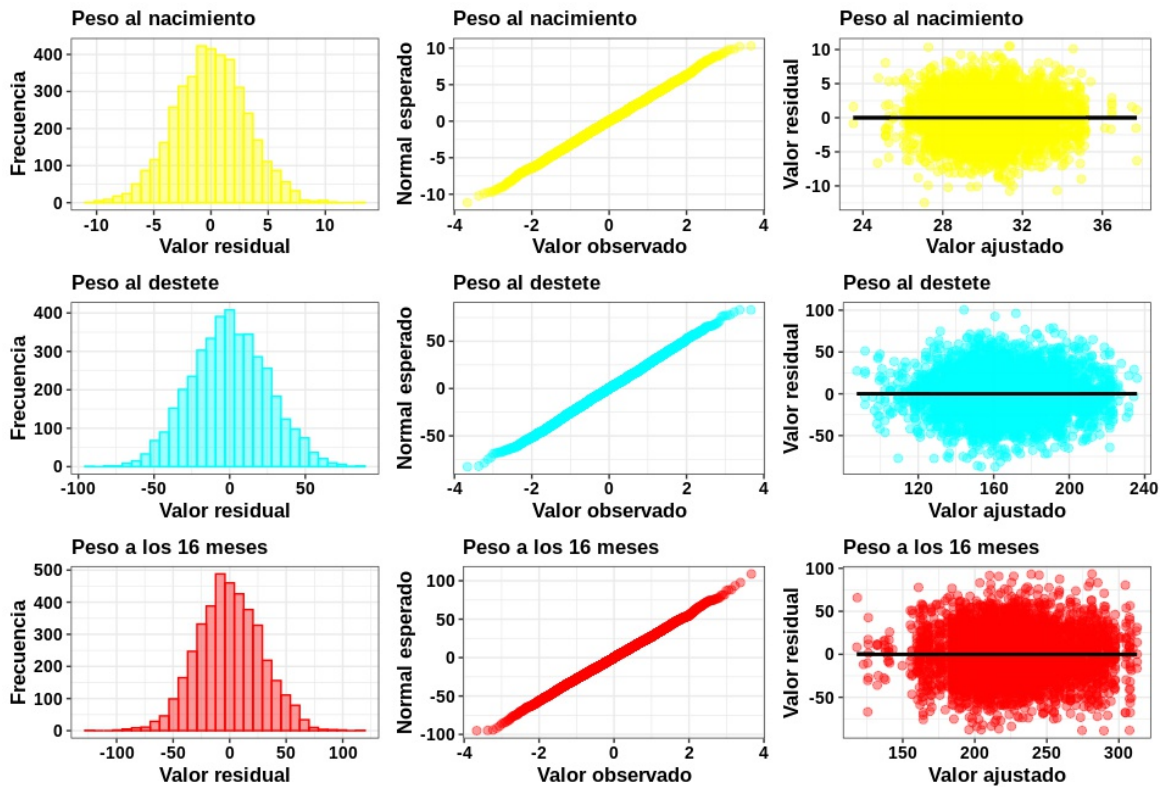 Peso al nacimiento
Frecuencia
400
300
200
100
0
-10 -5 0 5 10
Valor residual
Peso al nacimiento
Normal esperado
10
5
0
-5
-10
-4 -2 0 2 4
Valor observado
Peso al nacimiento
Valor residual
10
5
0
-5
-10
24 28 32 36
Valor ajustado
Peso al destete
Frecuencia
400
300
200
100
0
-100 -50 0 50
Valor residual
Peso al destete
Normal esperado
50
0
-50
-4 -2 0 2 4
Valor observado
Peso al destete
Valor residual
100
50
0
-50
120 160 200 240
Valor ajustado
Peso a los 16 meses
Frecuencia
500
400
300
200
100
0
-100 -50 0 50 100
Valor residual
Peso a los 16 meses
Normal esperado
100
50
0
-50
-100
-4 -2 0 2 4
Valor observado
Peso a los 16 meses
Valor residual
100
50
0
-50
150 200 250 300
Valor ajustado